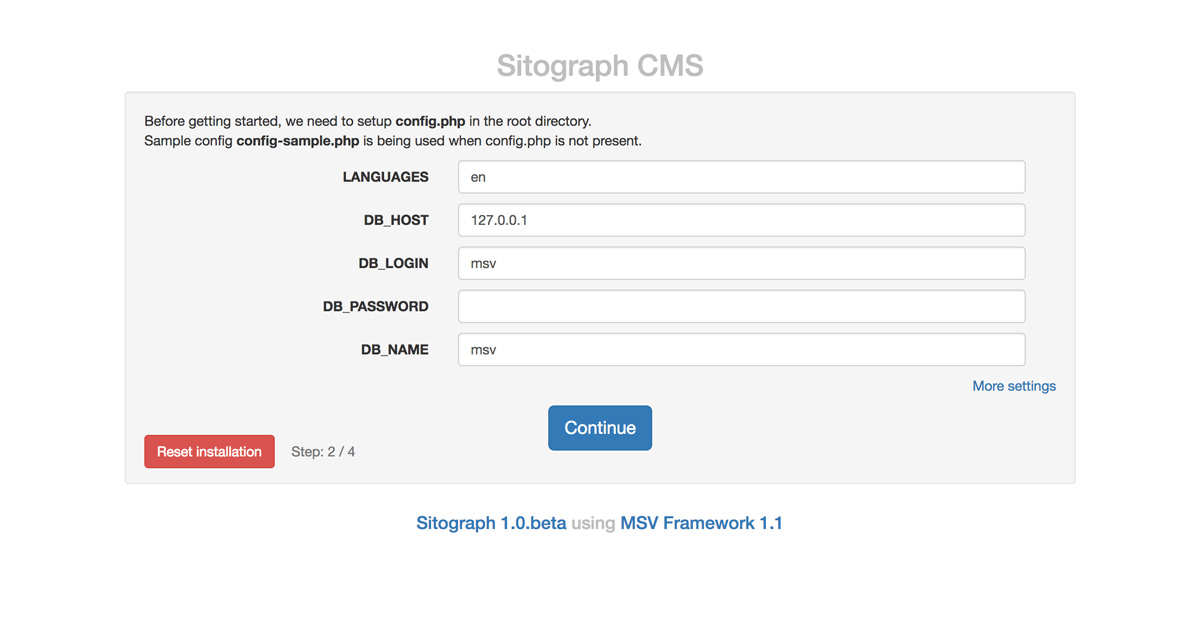 Sitograph CMS
Before getting started, we need to setup config.php in the root directory.
Sample config config-sample.php is being used when config.php is not present.
LANGUAGES en
DB_HOST 127.0.0.1
DB_LOGIN msv
DB_PASSWORD
DB_NAME msv
More settings
Continue
Reset installation Step: 2 / 4
Sitograph 1.0.beta using MSV Framework 1.1